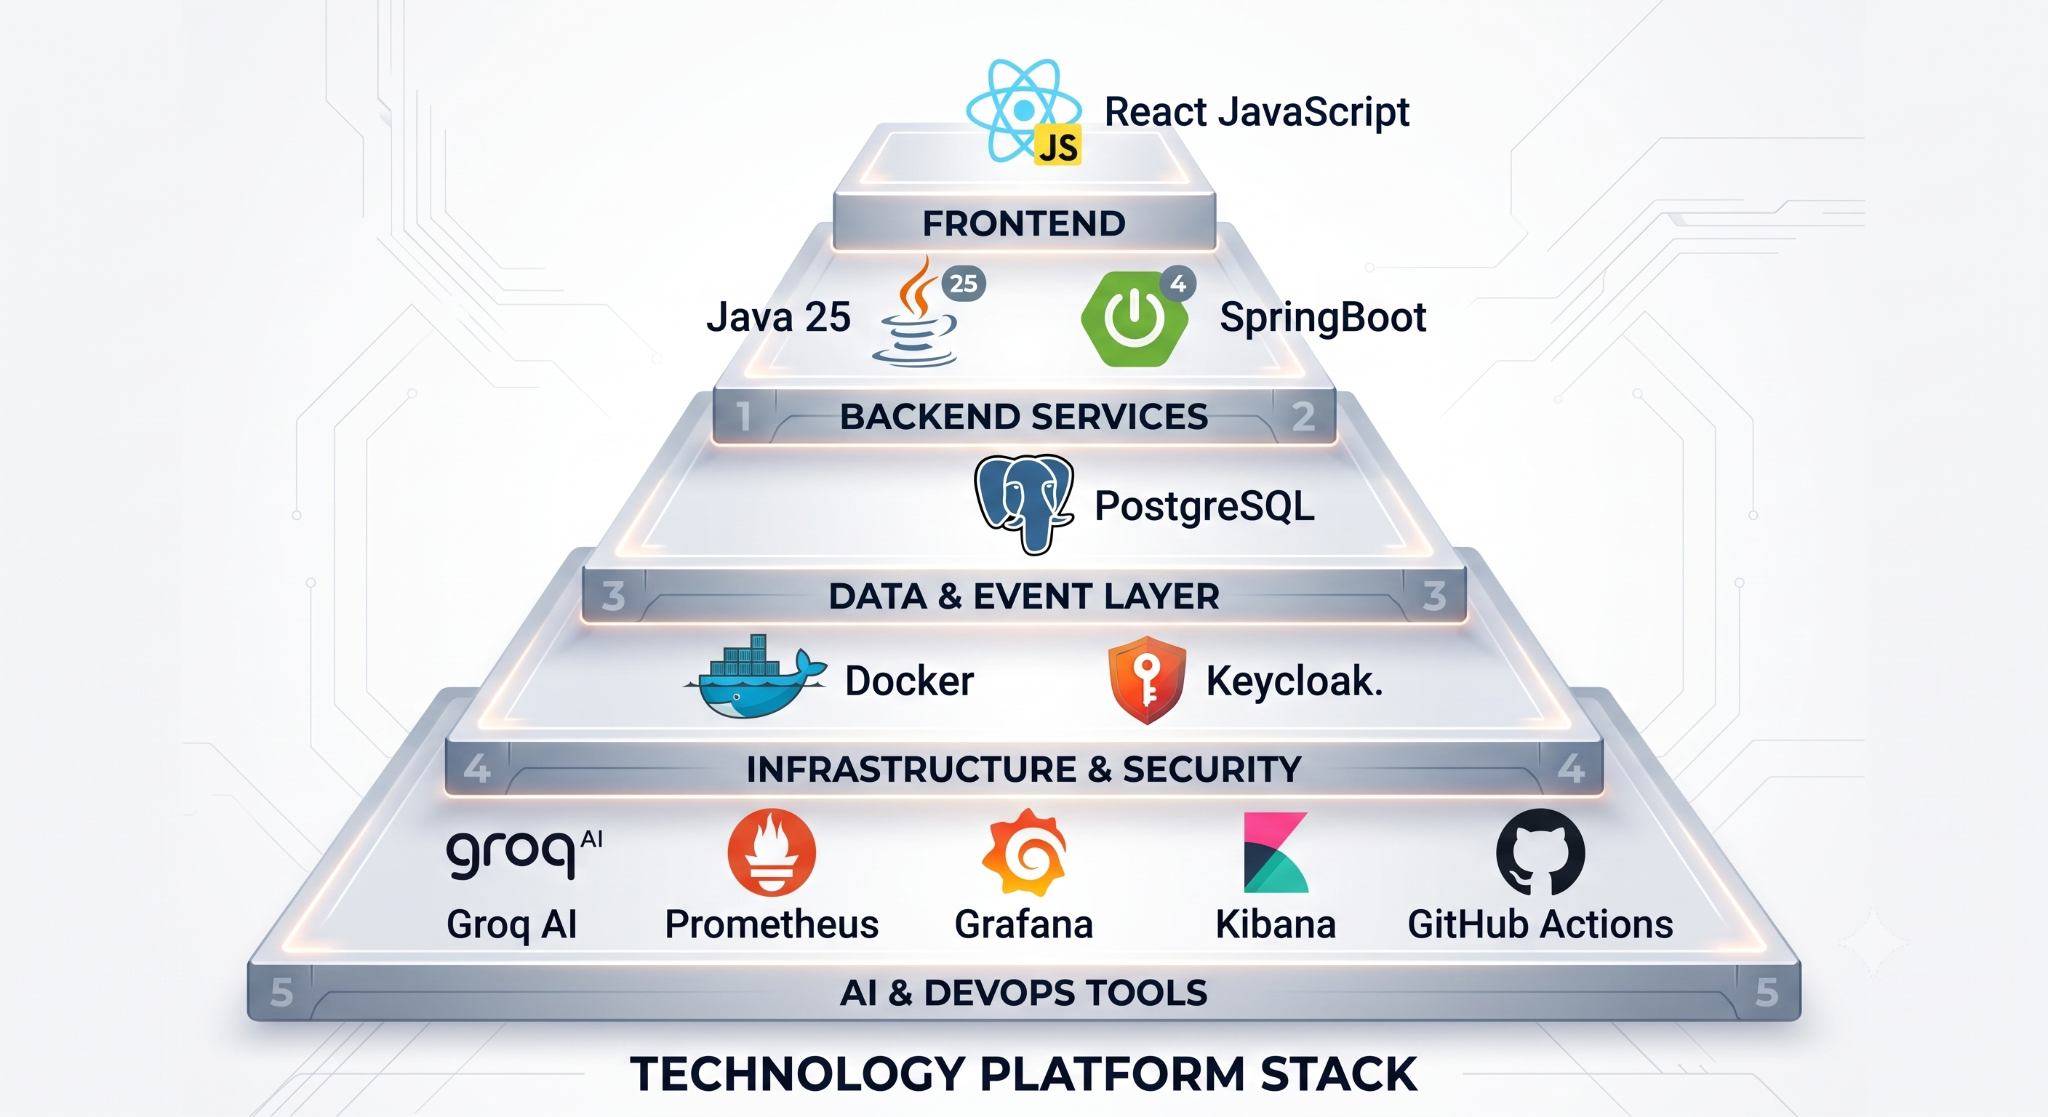 React JavaScript
JS
FRONTEND
Java 25
25
4
SpringBoot
1 BACKEND SERVICES 2
PostgreSQL
3 DATA & EVENT LAYER 3
Docker
Keycloak.
4 INFRASTRUCTURE & SECURITY 4
groq AI
Groq AI
Prometheus
Grafana
Kibana
GitHub Actions
5 AI & DEVOPS TOOLS 5
TECHNOLOGY PLATFORM STACK